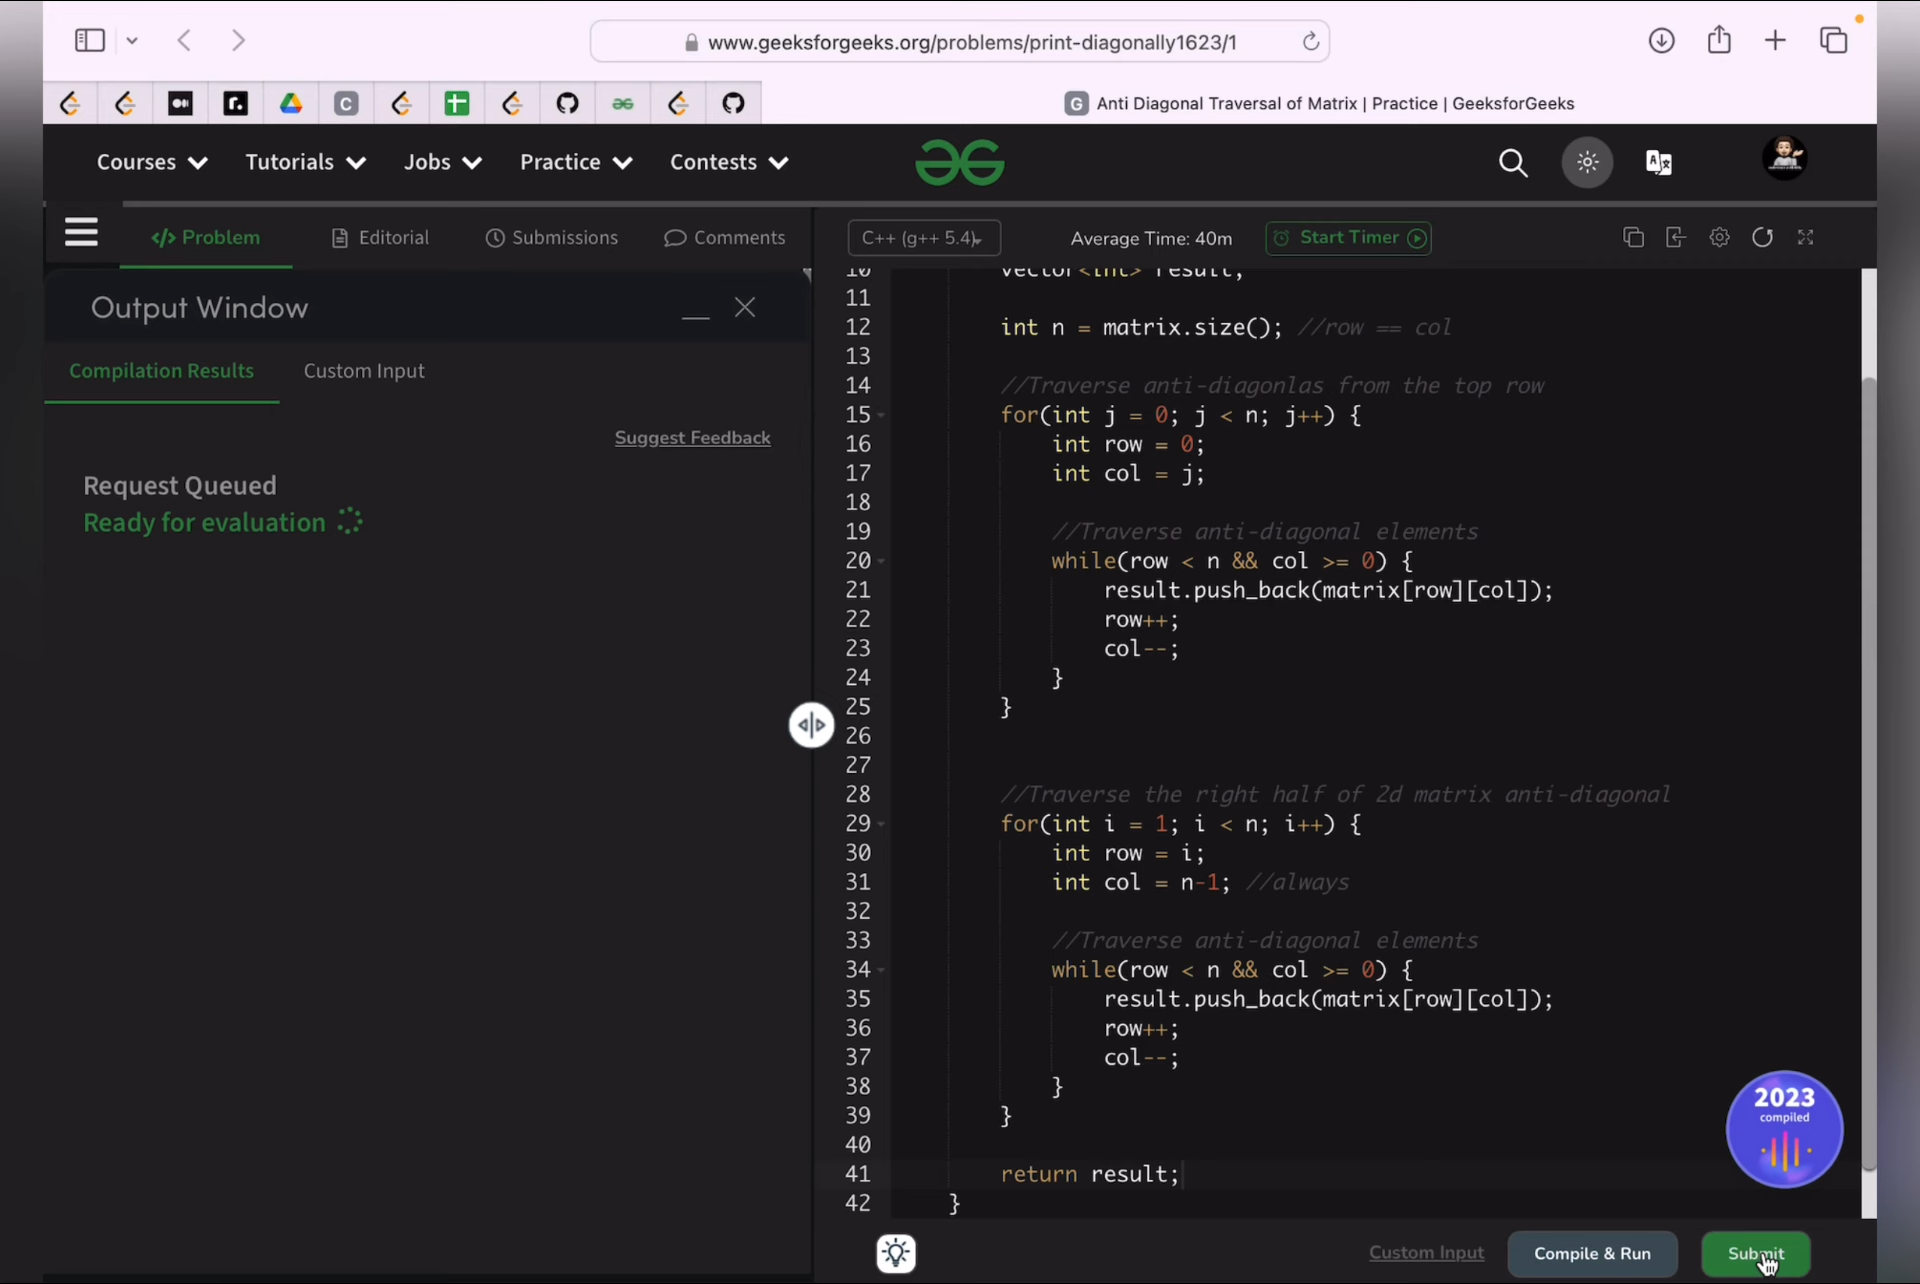 www.geeksforgeeks.org/problems/print-diagonally1623/1
C
G Anti Diagonal Traversal of Matrix | Practice | GeeksforGeeks
Courses Tutorials Jobs Practice Contests
</> Problem Editorial Submissions Comments
C++ (g++ 5.4) Average Time: 40m Start Timer
Output Window
Compilation Results Custom Input
Suggest Feedback
Request Queued
Ready for evaluation
10 vector<int> result;
11
12 int n = matrix.size(); //row == col
13
14 //Traverse anti-diagonlas from the top row
15 for(int j = 0; j < n; j++) {
16 int row = 0;
17 int col = j;
18
19 //Traverse anti-diagonal elements
20 while(row < n && col >= 0) {
21 result.push_back(matrix[row][col]);
22 row++;
23 col--;
24 }
25 }
26
27
28 //Traverse the right half of 2d matrix anti-diagonal
29 for(int i = 1; i < n; i++) {
30 int row = i;
31 int col = n-1; //always
32
33 //Traverse anti-diagonal elements
34 while(row < n && col >= 0) {
35 result.push_back(matrix[row][col]);
36 row++;
37 col--;
38 }
39 }
40
41 return result;
42 }
2023
compiled
Custom Input Compile & Run Submit